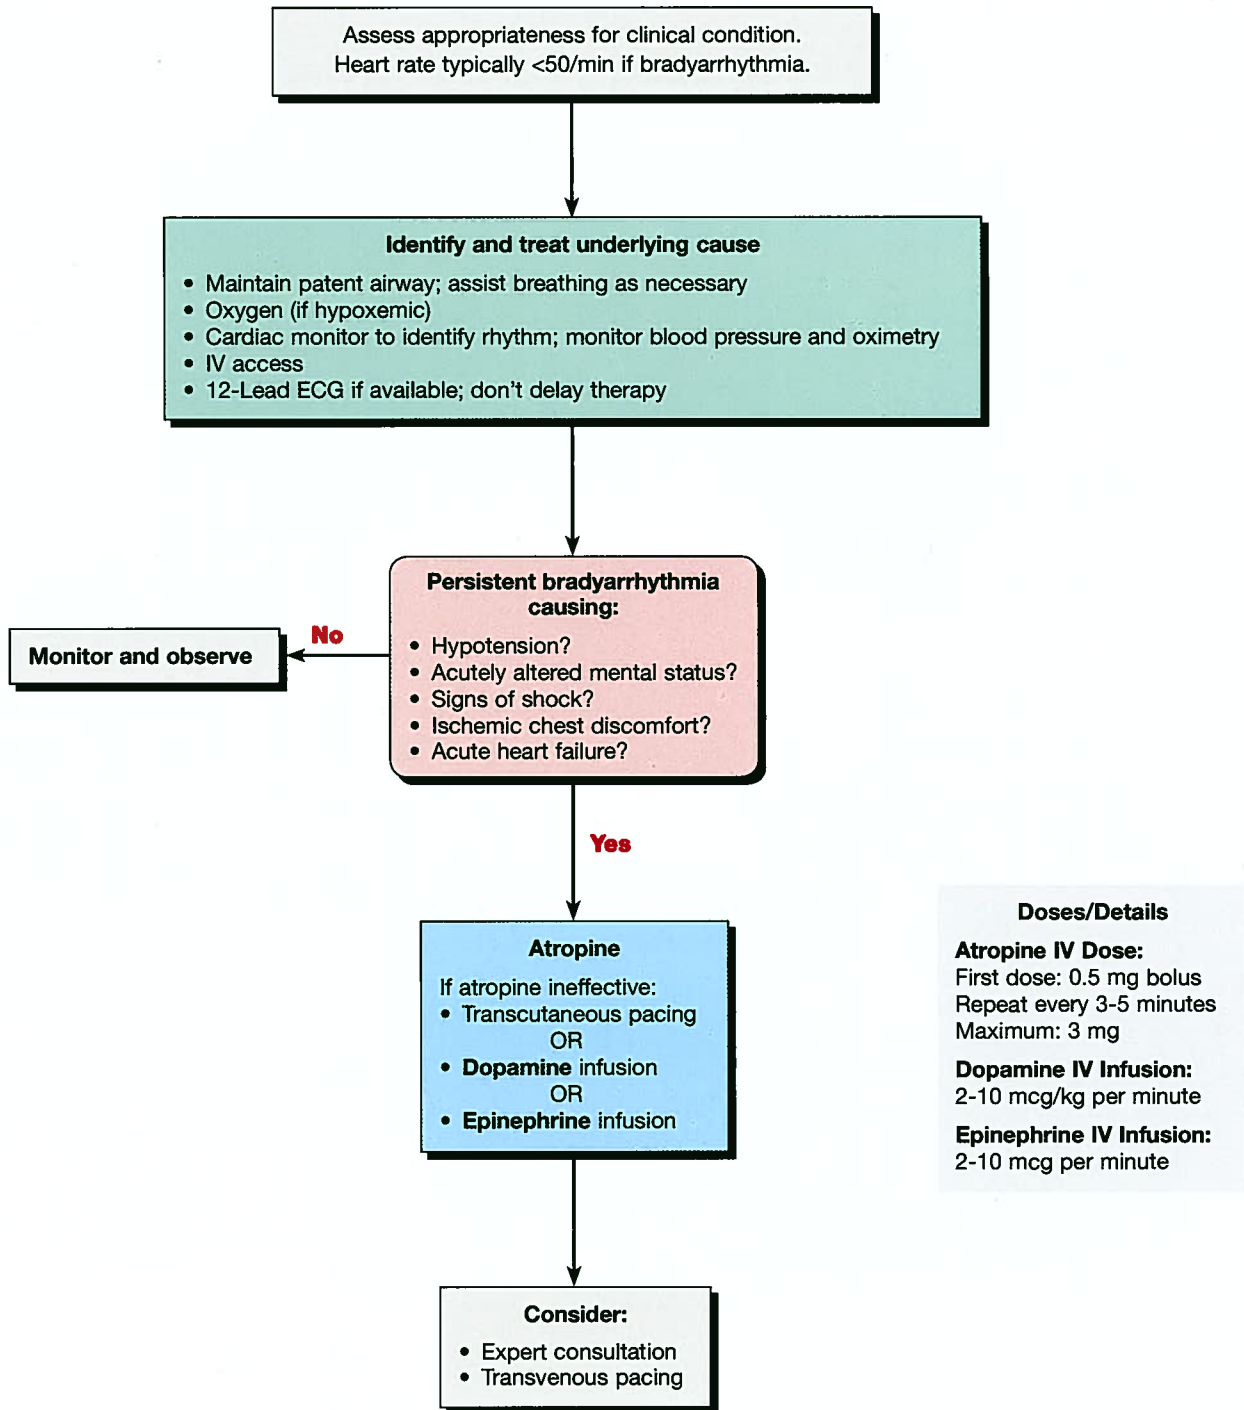 Assess appropriateness for clinical condition.
Heart rate typically <50/min if bradyarrhythmia.
Identify and treat underlying cause
• Maintain patent airway; assist breathing as necessary
• Oxygen (if hypoxemic)
• Cardiac monitor to identify rhythm; monitor blood pressure and oximetry
• IV access
• 12-Lead ECG if available; don't delay therapy
Persistent bradyarrhythmia
causing:
• Hypotension?
• Acutely altered mental status?
• Signs of shock?
• Ischemic chest discomfort?
• Acute heart failure?
No
Monitor and observe
Yes
Atropine
If atropine ineffective:
• Transcutaneous pacing
OR
• Dopamine infusion
OR
• Epinephrine infusion
Doses/Details
Atropine IV Dose:
First dose: 0.5 mg bolus
Repeat every 3-5 minutes
Maximum: 3 mg
Dopamine IV Infusion:
2-10 mcg/kg per minute
Epinephrine IV Infusion:
2-10 mcg per minute
Consider:
• Expert consultation
• Transvenous pacing